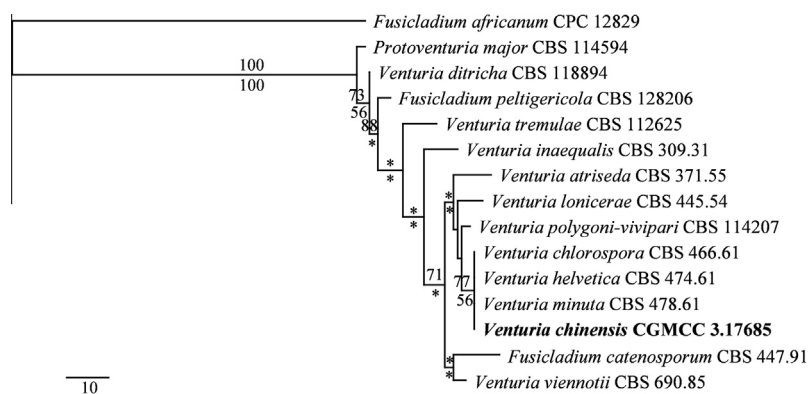 Fusicladium africanum CPC 12829
Protoventuria major CBS 114594
100
100
Venturia ditricha CBS 118894
73
56
Fusicladium peltigericola CBS 128206
88
*
Venturia tremulae CBS 112625
*
*
Venturia inaequalis CBS 309.31
*
*
Venturia atriseda CBS 371.55
*
*
Venturia lonicerae CBS 445.54
Venturia polygoni-vivipari CBS 114207
Venturia chlorospora CBS 466.61
71
*
77
56
Venturia helvetica CBS 474.61
Venturia minuta CBS 478.61
Venturia chinensis CGMCC 3.17685
Fusicladium catenosporum CBS 447.91
*
*
Venturia viennotii CBS 690.85
10